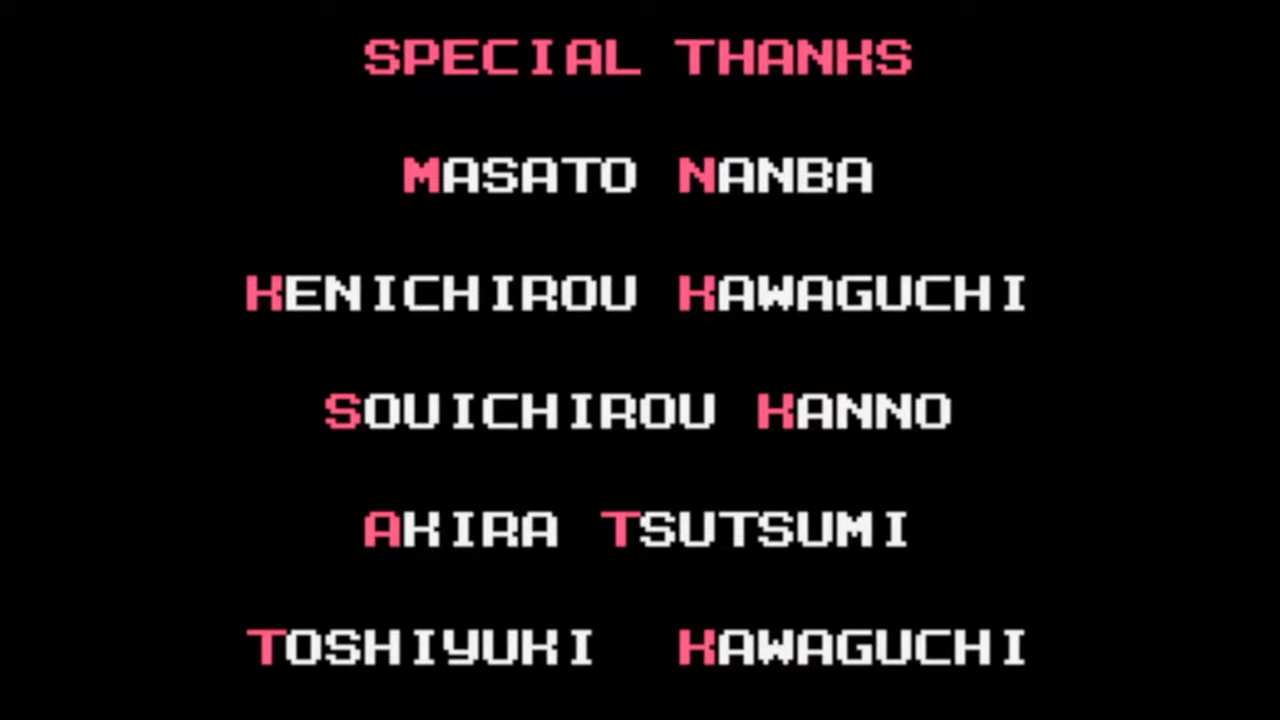 SPECIAL THANKS
MASATO NANBA
KENICHIROU KAWAGUCHI
SOUICHIROU KANNO
AKIRA TSUTSUMI
TOSHIYUKI KAWAGUCHI